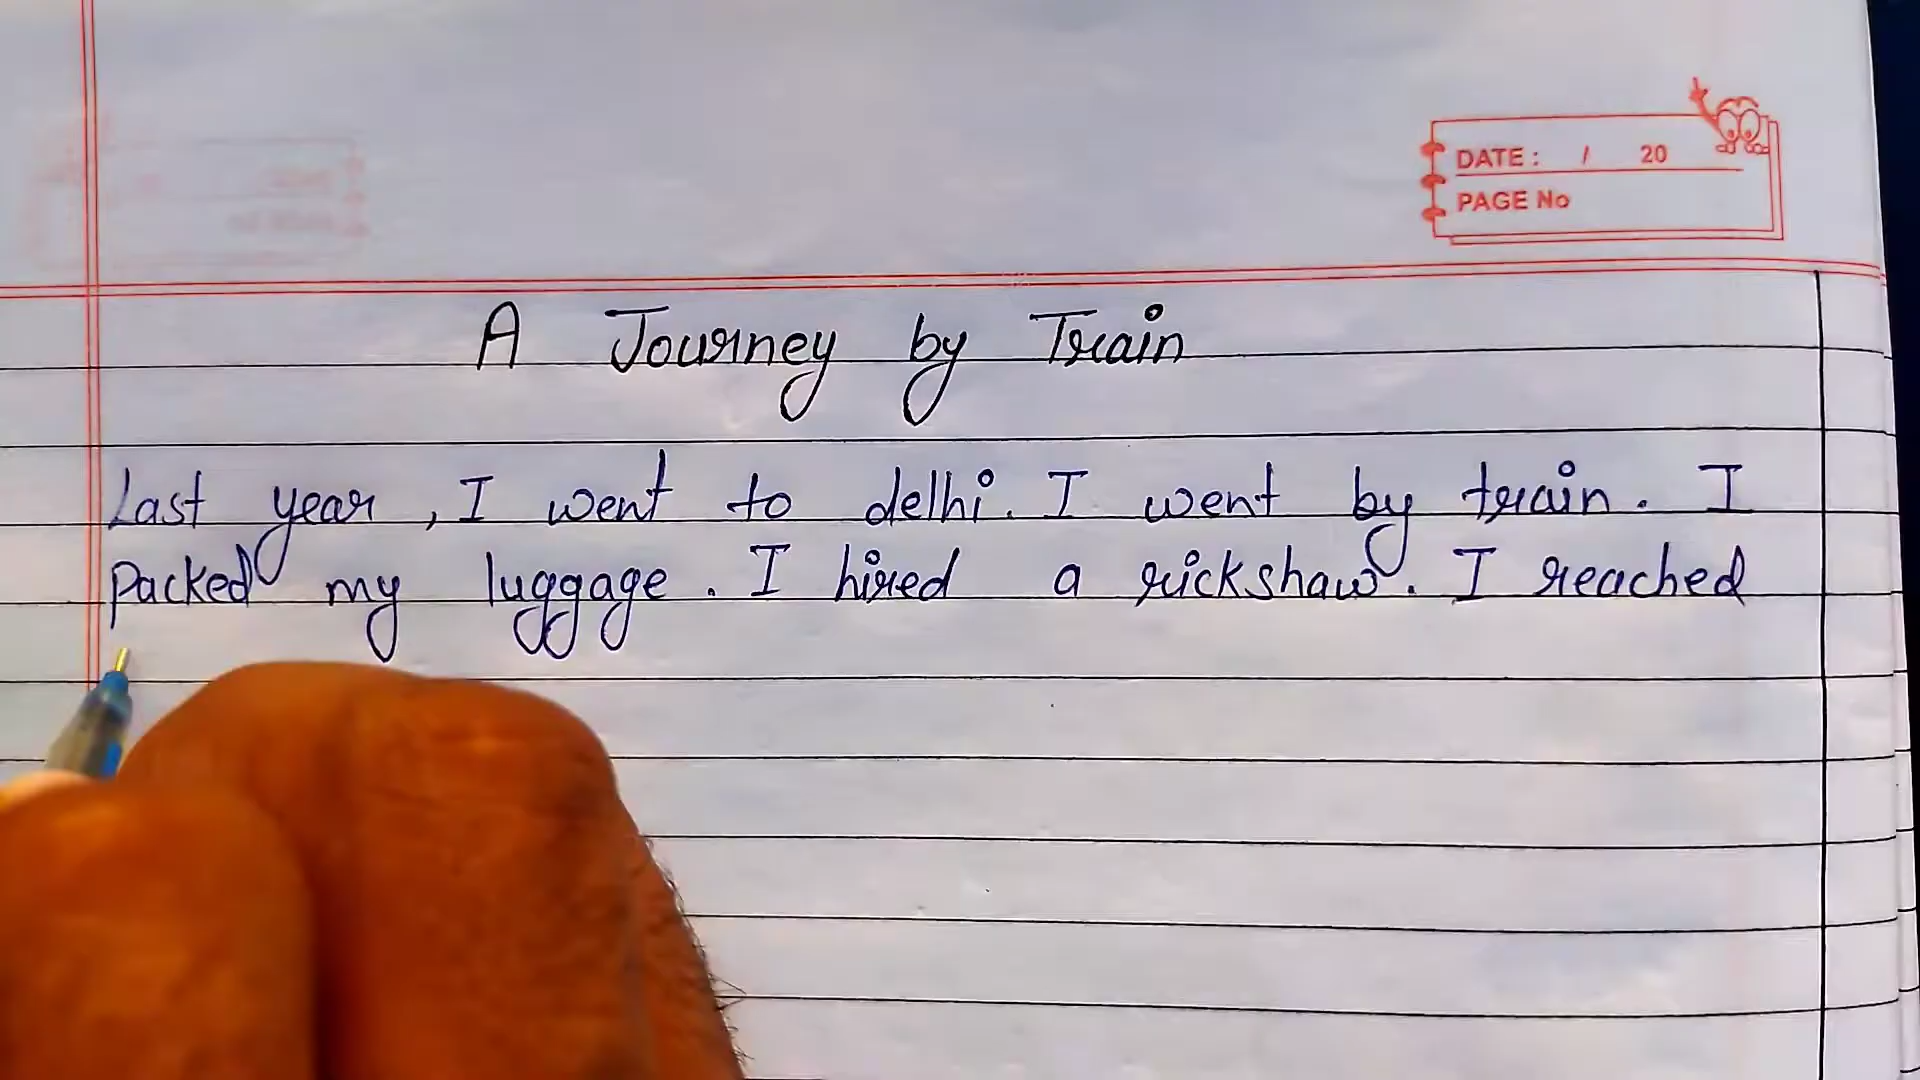 DATE : / 20
PAGE No
A Journey by Train
Last year , I went to delhi. I went by train. I
packed my luggage. I hired a rickshaw. I reached